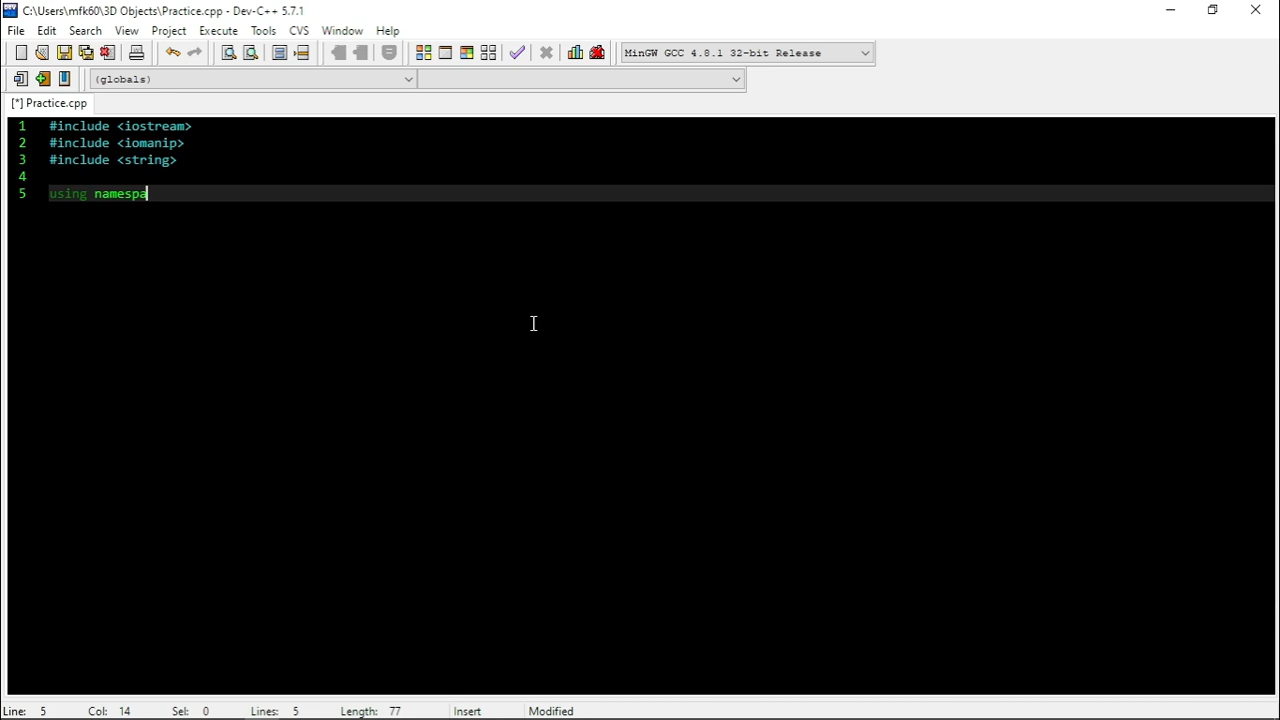 C:\Users\mfk60\3D Objects\Practice.cpp - Dev-C++ 5.7.1
File Edit Search View Project Execute Tools CVS Window Help
MinGW GCC 4.8.1 32-bit Release
(globals)
[*] Practice.cpp
1 #include <iostream>
2 #include <iomanip>
3 #include <string>
4
5 using namespa
Line: 5 Col: 14 Sel: 0 Lines: 5 Length: 77 Insert Modified